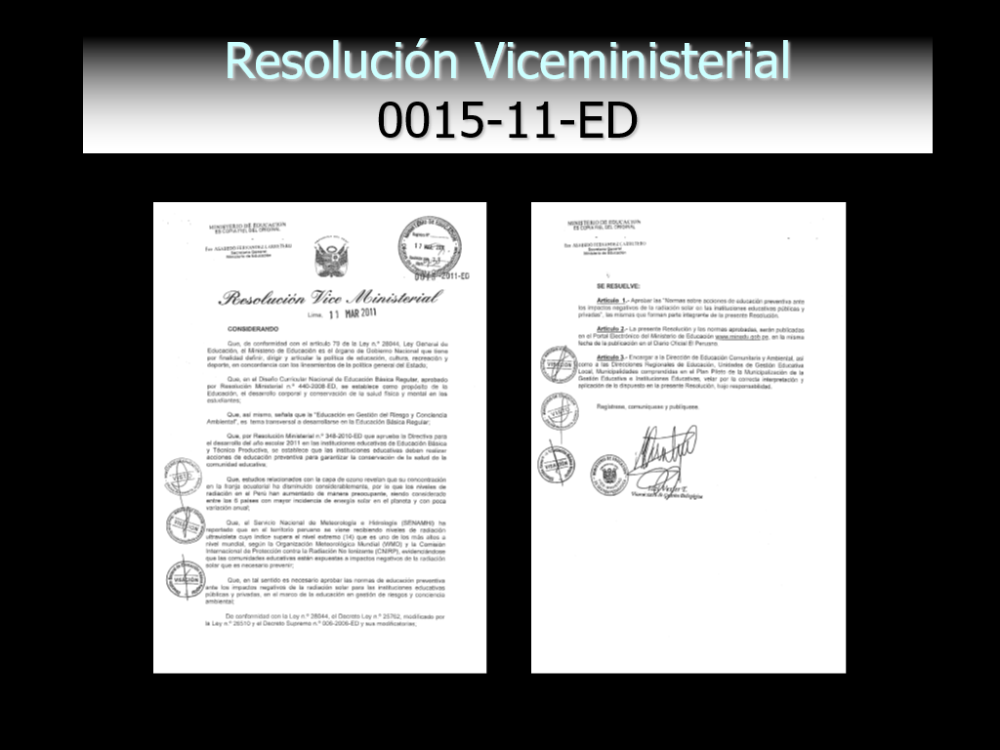 Resolución Viceministerial
0015-11-ED
MINISTERIO DE EDUCACION
ES COPIA FIEL DEL ORIGINAL
Secretario General
Ministerio de Educación
17 MAR. 2011
0015-2011-ED
Resolución Vice Ministerial
Lima, 11 MAR 2011
CONSIDERANDO
Que, de conformidad con el artículo 79 de la Ley n.º 28044, Ley General de
Educación, el Ministerio de Educación es el órgano de Gobierno Nacional que tiene
por finalidad definir, dirigir y articular la política de educación, cultura, recreación y
deporte, en concordancia con los lineamientos de la política general del Estado;
Que, en el Diseño Curricular Nacional de Educación Básica Regular, aprobado
por Resolución Ministerial n.º 440-2008-ED, se establece como propósito de la
Educación, el desarrollo corporal y conservación de la salud física y mental en los
estudiantes;
Que, así mismo, señala que la "Educación en Gestión del Riesgo y Conciencia
Ambiental", es tema transversal a desarrollarse en la Educación Básica Regular;
Que, por Resolución Ministerial n.º 348-2010-ED que aprueba la Directiva para
el desarrollo del año escolar 2011 en las instituciones educativas de Educación Básica
y Técnico Productiva, se establece que las instituciones educativas deben realizar
acciones de educación preventiva para garantizar la conservación de la salud de la
comunidad educativa;
Que, estudios relacionados con la capa de ozono revelan que su concentración
en la franja ecuatorial ha disminuido considerablemente, por lo que los niveles de
radiación en el Perú han aumentado de manera preocupante, siendo considerado
entre los 6 países con mayor incidencia de energía solar en el planeta y con poca
variación anual;
Que, el Servicio Nacional de Meteorología e Hidrología (SENAMHI) ha
reportado que en el territorio peruano se viene recibiendo niveles de radiación
ultravioleta cuyo índice supera el nivel extremo (14) que es uno de los más altos a
nivel mundial, según la Organización Meteorológica Mundial (WMO) y la Comisión
Internacional de Protección contra la Radiación No Ionizante (CNIRP), evidenciándose
que las comunidades educativas están expuestas a impactos negativos de la radiación
solar que es necesario prevenir;
Que, en tal sentido es necesario aprobar las normas de educación preventiva
ante los impactos negativos de la radiación solar para las instituciones educativas
públicas y privadas, en el marco de la educación en gestión de riesgos y conciencia
ambiental;
De conformidad con la Ley n.º 28044, el Decreto Ley n.º 25762, modificado por
la Ley n.º 26510 y el Decreto Supremo n.º 006-2006-ED y sus modificatorias;
VISACIÓN
VISACIÓN
MINISTERIO DE EDUCACION
ES COPIA FIEL DEL ORIGINAL
Secretario General
Ministerio de Educación
SE RESUELVE:
Artículo 1.- Aprobar las "Normas sobre acciones de educación preventiva ante
los impactos negativos de la radiación solar en las instituciones educativas públicas y
privadas", las mismas que forman parte integrante de la presente Resolución.
Artículo 2.- La presente Resolución y las normas aprobadas, serán publicadas
en el Portal Electrónico del Ministerio de Educación www.minedu.gob.pe, en la misma
fecha de la publicación en el Diario Oficial El Peruano.
Artículo 3.- Encargar a la Dirección de Educación Comunitaria y Ambiental, así
como a las Direcciones Regionales de Educación, Unidades de Gestión Educativa
Local, Municipalidades comprendidas en el Plan Piloto de la Municipalización de la
Gestión Educativa e Instituciones Educativas, velar por la correcta interpretación y
aplicación de lo dispuesto en la presente Resolución, bajo responsabilidad.
Regístrese, comuníquese y publíquese.
VISACIÓN
VISACIÓN
Viceministro de Gestión Pedagógica